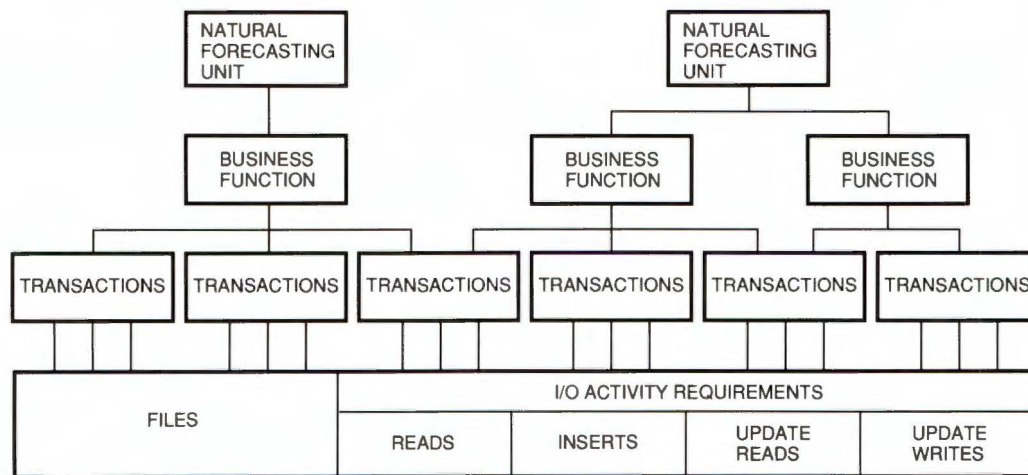 NATURAL
FORECASTING
UNIT
NATURAL
FORECASTING
UNIT
BUSINESS
FUNCTION
BUSINESS
FUNCTION
BUSINESS
FUNCTION
TRANSACTIONS
TRANSACTIONS
TRANSACTIONS
TRANSACTIONS
TRANSACTIONS
TRANSACTIONS
FILES
I/O ACTIVITY REQUIREMENTS
READS
INSERTS
UPDATE
READS
UPDATE
WRITES